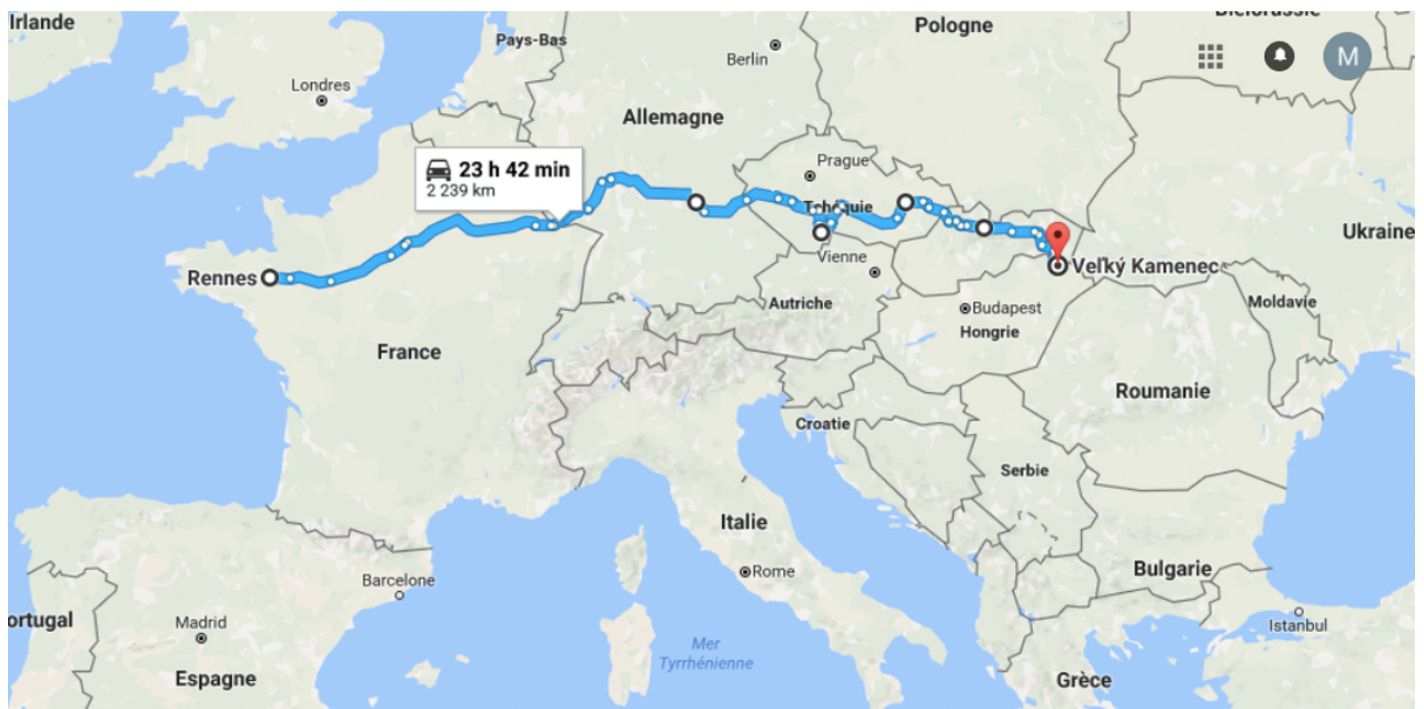 Irlande
Biélorussie
Pologne
Pays-Bas
M
Berlin
Londres
Allemagne
23 h 42 min
2 239 km
Prague
Tchéquie
Ukraine
Rennes
Vienne
Veľký Kamenec
Autriche
Moldavie
Budapest
Hongrie
France
Roumanie
Croatie
Serbie
Italie
Bulgarie
Rome
Barcelone
ortugal
Madrid
Istanbul
Mer
Tyrrhénienne
Espagne
Grèce